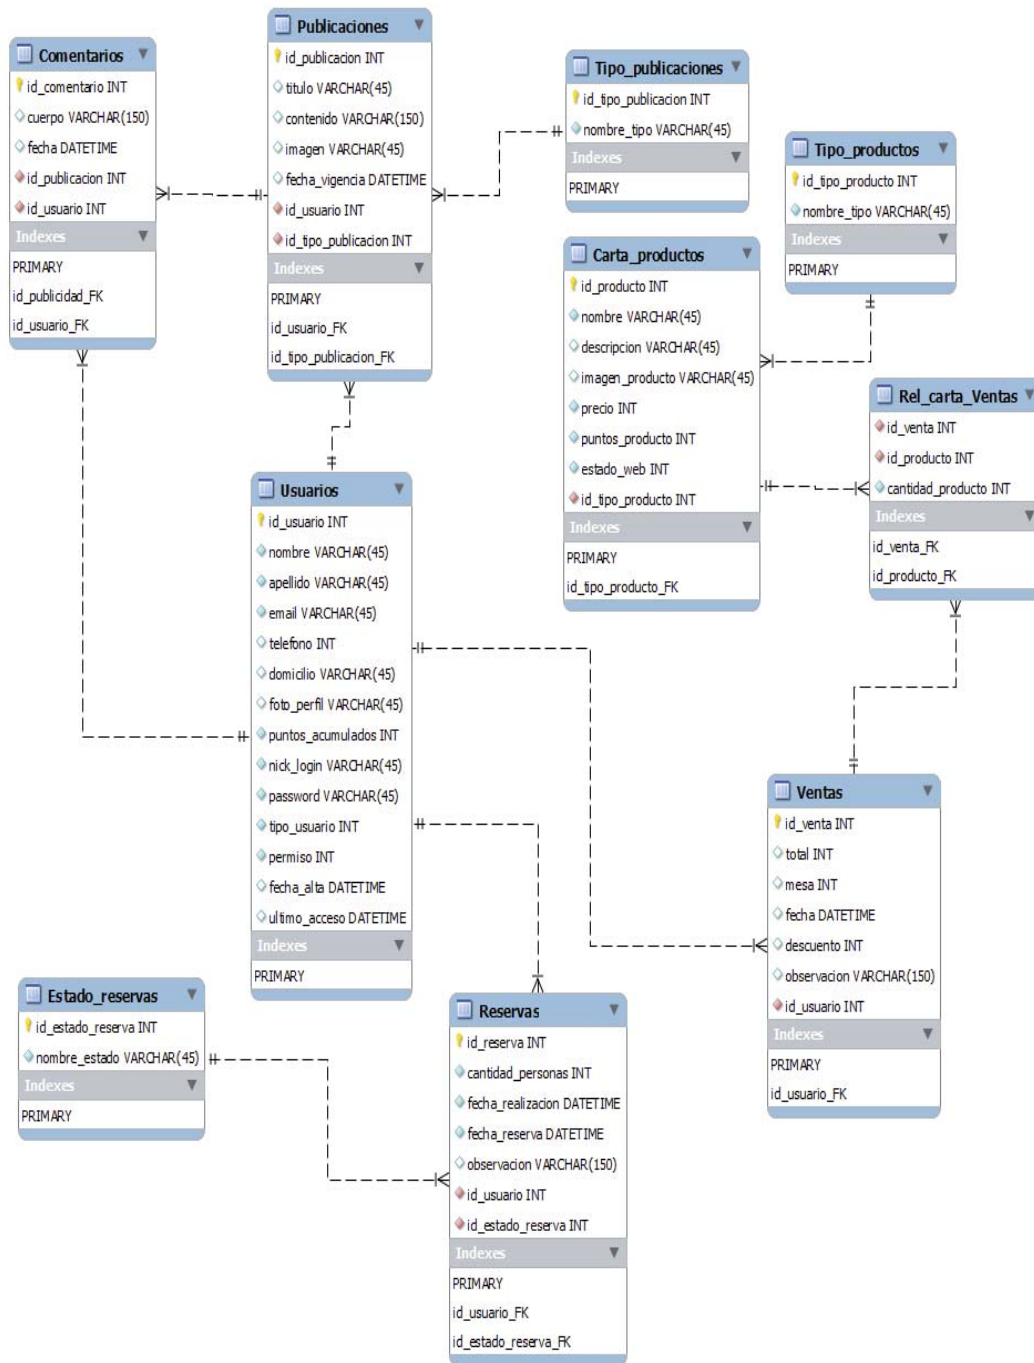 Comentarios
id_comentario INT
cuerpo VARCHAR(150)
fecha DATETIME
id_publicacion INT
id_usuario INT
Indexes
PRIMARY
id_publicidad_FK
id_usuario_FK
Publicaciones
id_publicacion INT
titulo VARCHAR(45)
contenido VARCHAR(150)
imagen VARCHAR(45)
fecha_vigencia DATETIME
id_usuario INT
id_tipo_publicacion INT
Indexes
PRIMARY
id_usuario_FK
id_tipo_publicacion_FK
Tipo_publicaciones
id_tipo_publicacion INT
nombre_tipo VARCHAR(45)
Indexes
PRIMARY
Tipo_productos
id_tipo_producto INT
nombre_tipo VARCHAR(45)
Indexes
PRIMARY
Carta_productos
id_producto INT
nombre VARCHAR(45)
descripcion VARCHAR(45)
imagen_producto VARCHAR(45)
precio INT
puntos_producto INT
estado_web INT
id_tipo_producto INT
Indexes
PRIMARY
id_tipo_producto_FK
Rel_carta_Ventas
id_venta INT
id_producto INT
cantidad_producto INT
Indexes
id_venta_FK
id_producto_FK
Usuarios
id_usuario INT
nombre VARCHAR(45)
apellido VARCHAR(45)
email VARCHAR(45)
telefono INT
domicilio VARCHAR(45)
foto_perfil VARCHAR(45)
puntos_acumulados INT
nick_login VARCHAR(45)
password VARCHAR(45)
tipo_usuario INT
permiso INT
fecha_alta DATETIME
ultimo_acceso DATETIME
Indexes
PRIMARY
Ventas
id_venta INT
total INT
mesa INT
fecha DATETIME
descuento INT
observacion VARCHAR(150)
id_usuario INT
Indexes
PRIMARY
id_usuario_FK
Estado_reservas
id_estado_reserva INT
nombre_estado VARCHAR(45)
Indexes
PRIMARY
Reservas
id_reserva INT
cantidad_personas INT
fecha_realizacion DATETIME
fecha_reserva DATETIME
observacion VARCHAR(150)
id_usuario INT
id_estado_reserva INT
Indexes
PRIMARY
id_usuario_FK
id_estado_reserva_FK